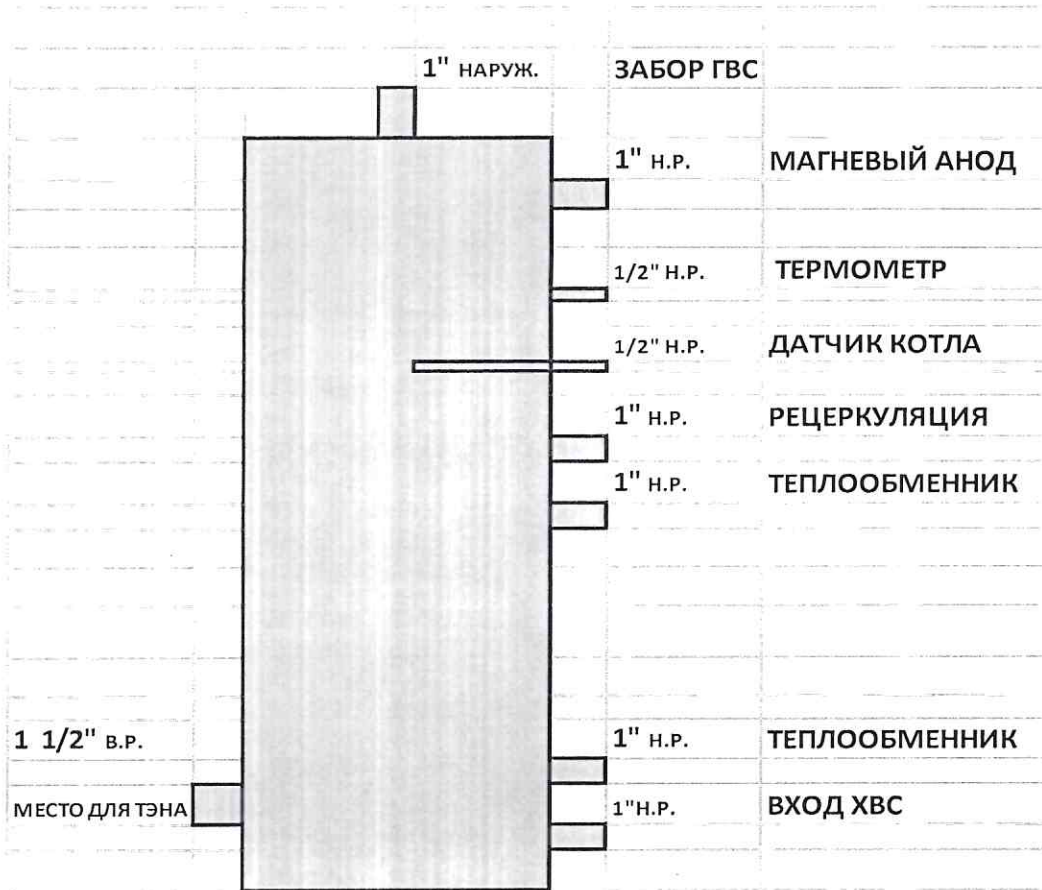 1" НАРУЖ. ЗАБОР ГВС
1" Н.Р. МАГНЕВЫЙ АНОД
1/2" Н.Р. ТЕРМОМЕТР
1/2" Н.Р. ДАТЧИК КОТЛА
1" Н.Р. РЕЦЕРКУЛЯЦИЯ
1" Н.Р. ТЕПЛООБМЕННИК
1 1/2" В.Р. 1" Н.Р. ТЕПЛООБМЕННИК
МЕСТО ДЛЯ ТЭНА 1"Н.Р. ВХОД ХВС